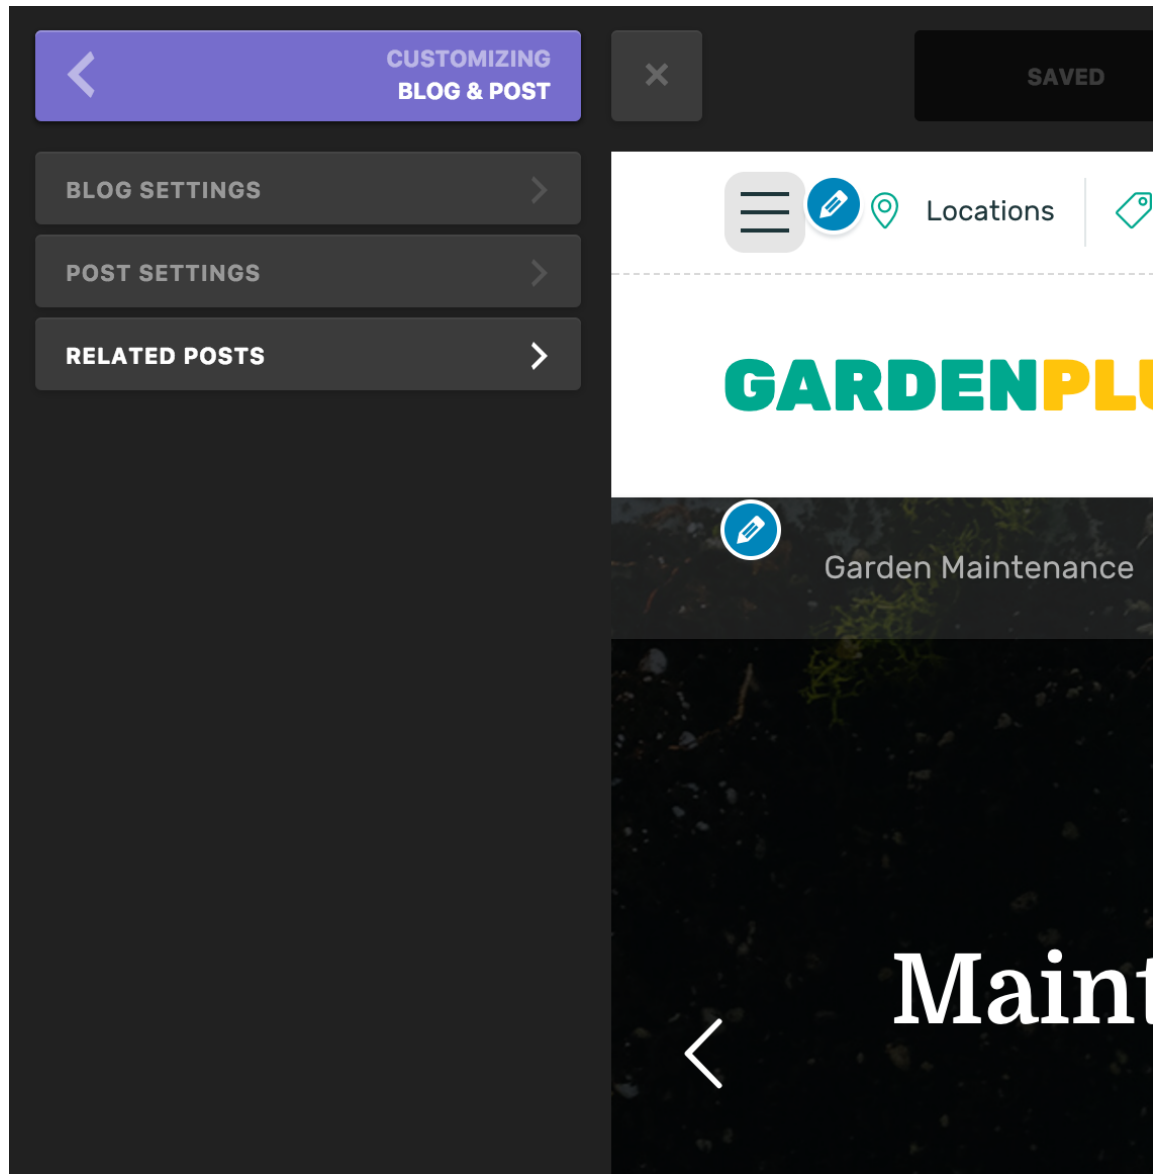 CUSTOMIZING
BLOG & POST
SAVED
BLOG SETTINGS
POST SETTINGS
RELATED POSTS
Locations
GARDENPLU
Garden Maintenance
Maint